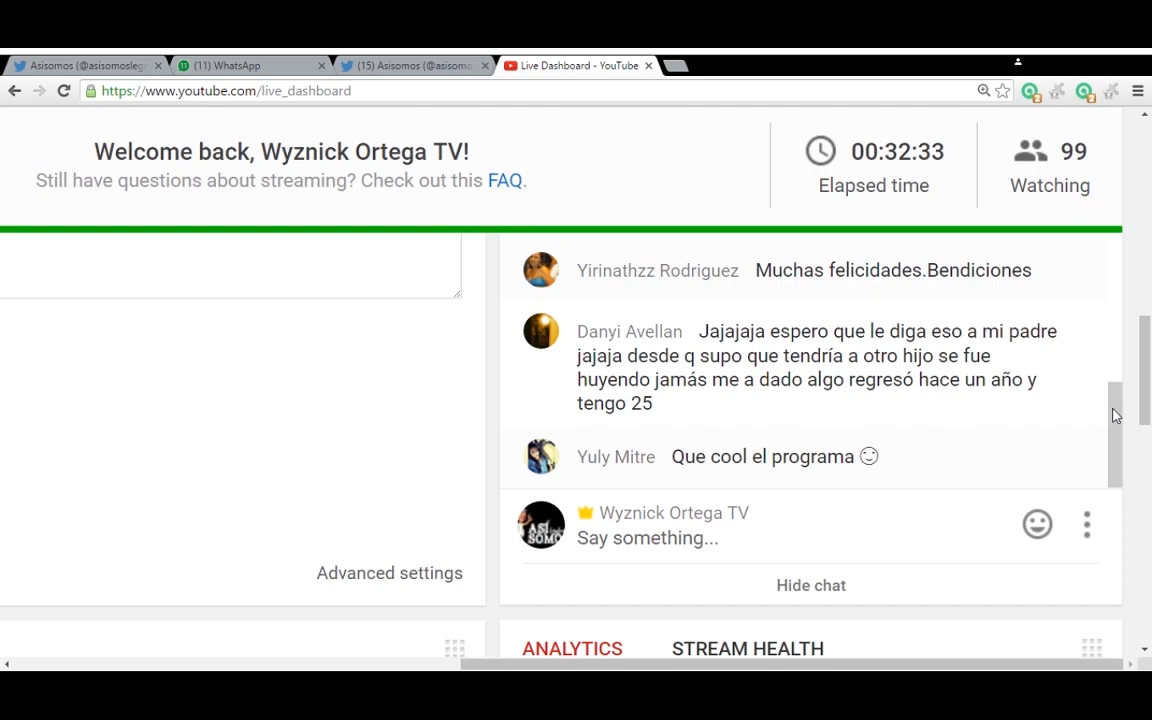 Asisomos (@asisomosleg
(11) WhatsApp
(15) Asisomos (@asisomo
Live Dashboard - YouTube
https://www.youtube.com/live_dashboard
Welcome back, Wyznick Ortega TV!
Still have questions about streaming? Check out this FAQ.
00:32:33
Elapsed time
99
Watching
Yirinathzz Rodriguez Muchas felicidades.Bendiciones
Danyi Avellan Jajajaja espero que le diga eso a mi padre
jajaja desde q supo que tendría a otro hijo se fue
huyendo jamás me a dado algo regresó hace un año y
tengo 25
Yuly Mitre Que cool el programa
ASÍ
SOMO
Wyznick Ortega TV
Say something...
Hide chat
Advanced settings
ANALYTICS
STREAM HEALTH